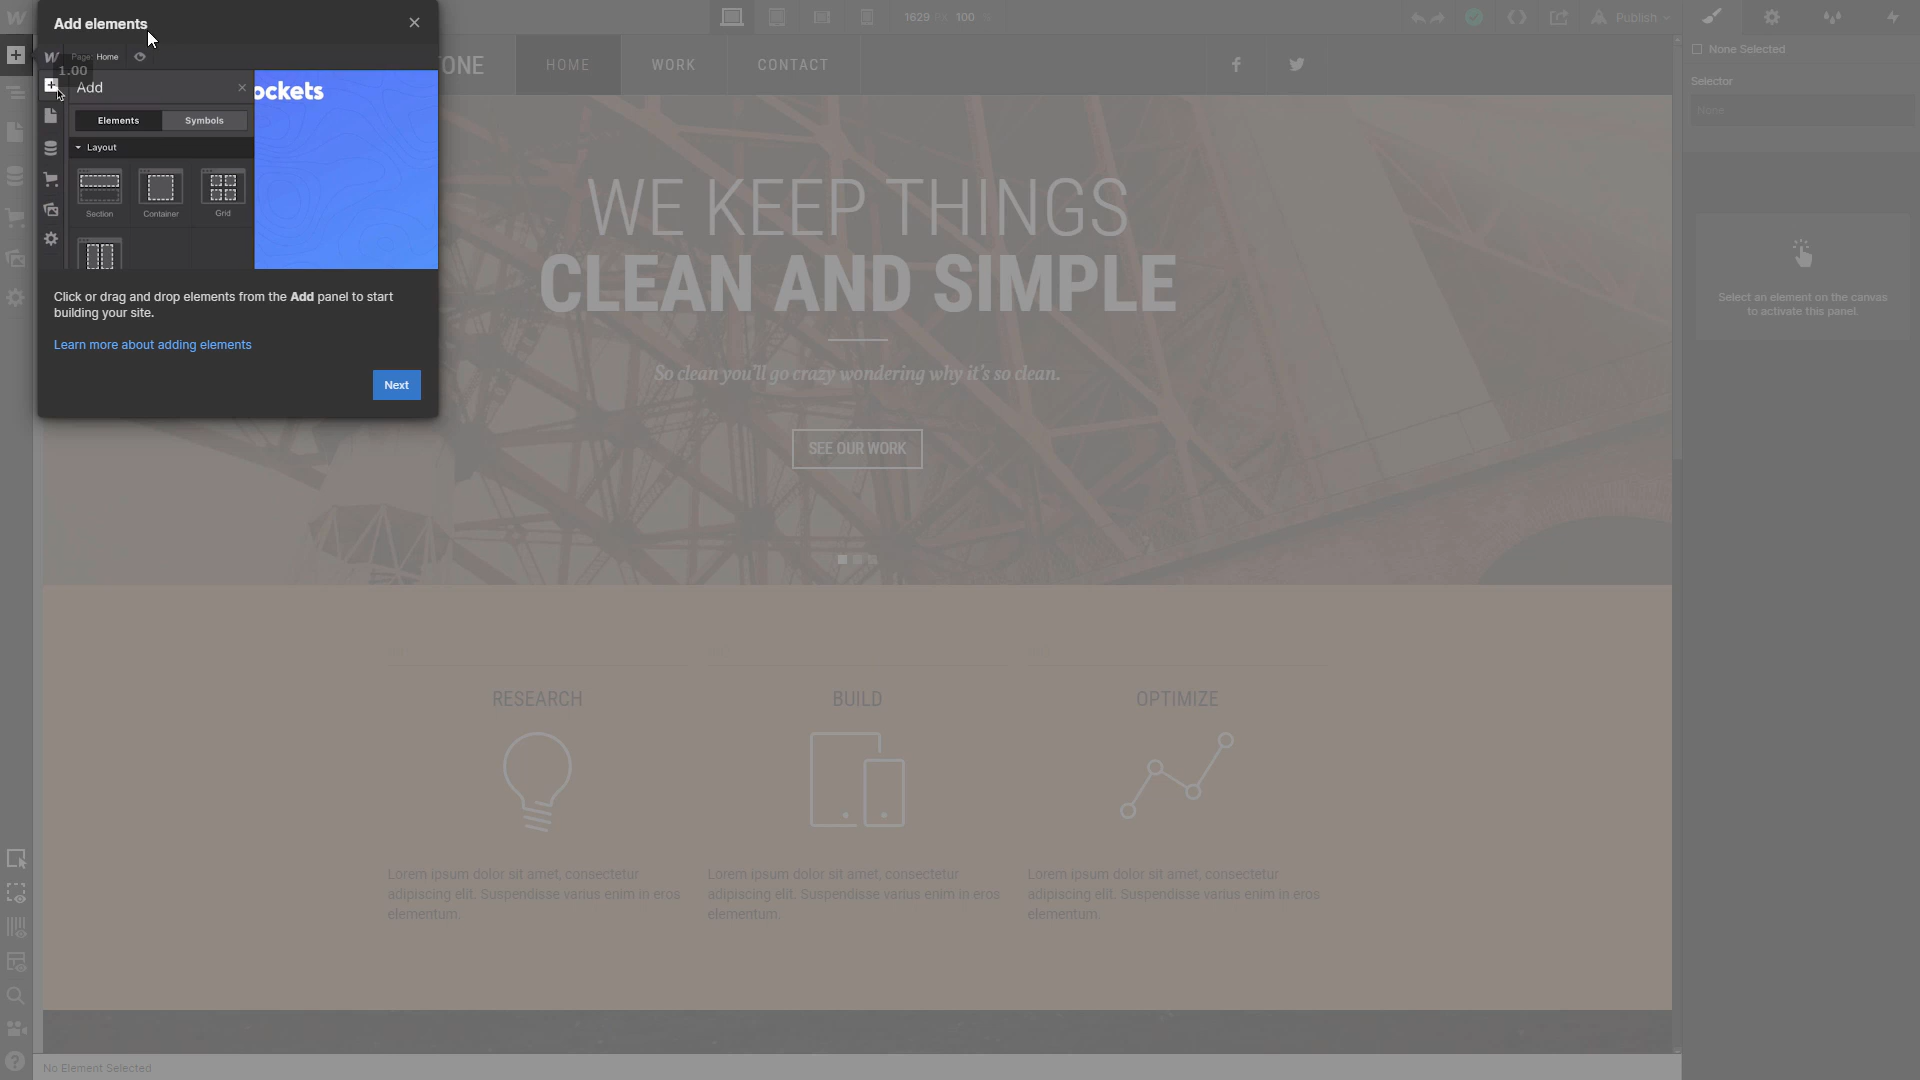 Add elements
1629 PX 100 %
Publish
Page: Home
1.00
None Selected
Add
ockets
ONE
HOME
WORK
CONTACT
Selector
None
Elements
Symbols
Layout
Section
Container
Grid
WE KEEP THINGS
CLEAN AND SIMPLE
So clean you'll go crazy wondering why it's so clean.
SEE OUR WORK
Select an element on the canvas
to activate this panel.
Click or drag and drop elements from the Add panel to start
building your site.
Learn more about adding elements
Next
RESEARCH
BUILD
OPTIMIZE
Lorem ipsum dolor sit amet, consectetur
adipiscing elit. Suspendisse varius enim in eros
elementum.
Lorem ipsum dolor sit amet, consectetur
adipiscing elit. Suspendisse varius enim in eros
elementum.
Lorem ipsum dolor sit amet, consectetur
adipiscing elit. Suspendisse varius enim in eros
elementum.
No Element Selected